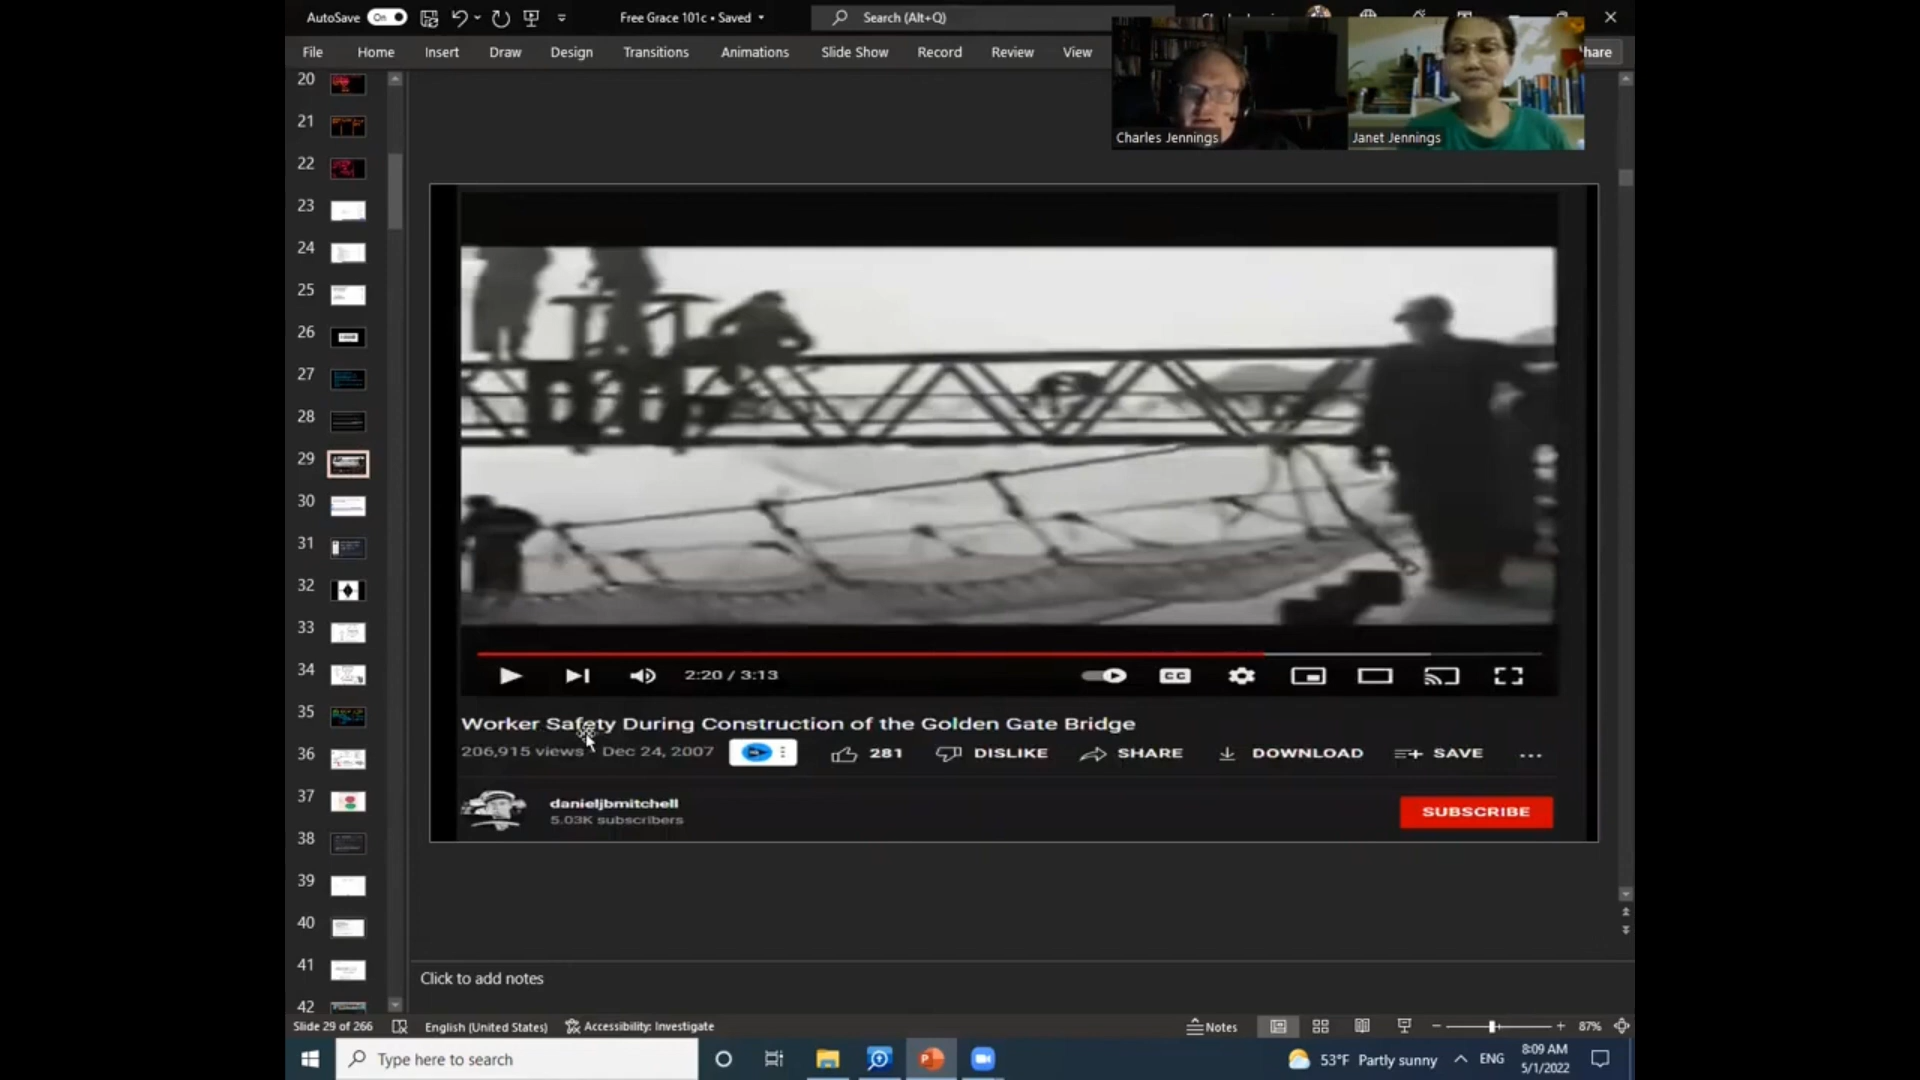 AutoSave On
Free Grace 101c • Saved
Search (Alt+Q)
File Home Insert Draw Design Transitions Animations Slide Show Record Review View
hare
Charles Jennings
Janet Jennings
20
21
22
23
24
25
26
27
28
29
30
31
32
33
34
35
36
37
38
39
40
41
42
CC
2:20 / 3:13
Worker Safety During Construction of the Golden Gate Bridge
206,915 views · Dec 24, 2007
281 DISLIKE SHARE DOWNLOAD SAVE ...
danieljbmitchell
5.03K subscribers
SUBSCRIBE
Click to add notes
Slide 29 of 266 English (United States) Accessibility: Investigate Notes 87%
Type here to search
53°F Partly sunny ENG
8:09 AM
5/1/2022